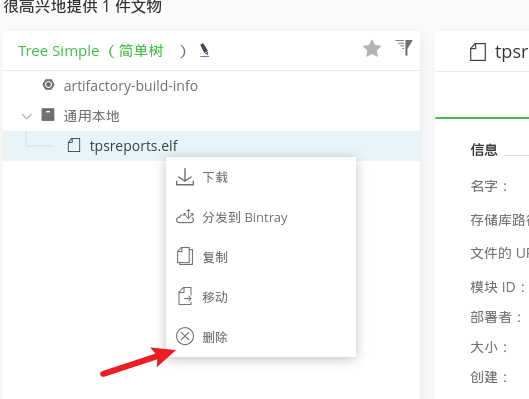 很高兴地提供 1 件文物
Tree Simple（简单树 ）
artifactory-build-info
通用本地
tpsreports.elf
下载
分发到 Bintray
复制
移动
删除
tpsr
信息
名字：
存储库路径
文件的 UR
模块 ID：
部署者：
大小：
创建：